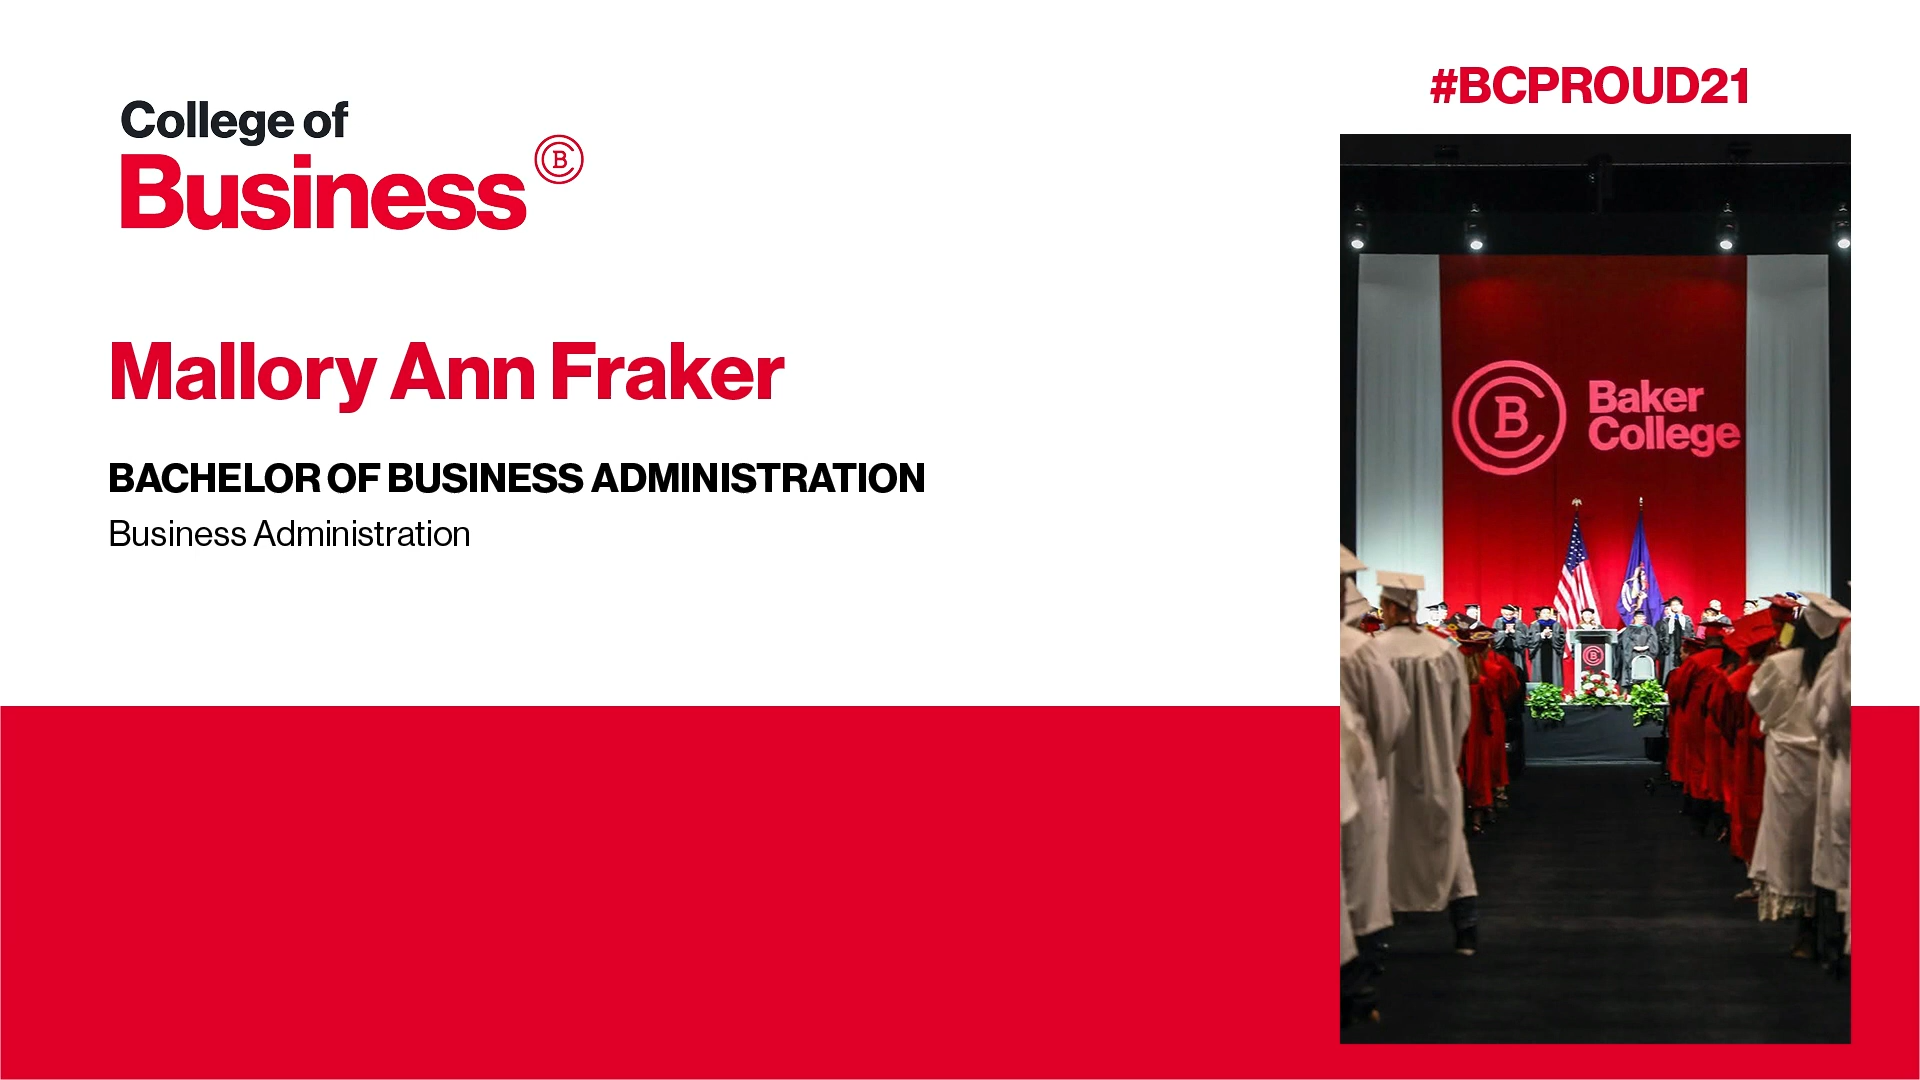 College of
Business
B
Mallory Ann Fraker
BACHELOR OF BUSINESS ADMINISTRATION
Business Administration
#BCPROUD21
B
Baker
College
B